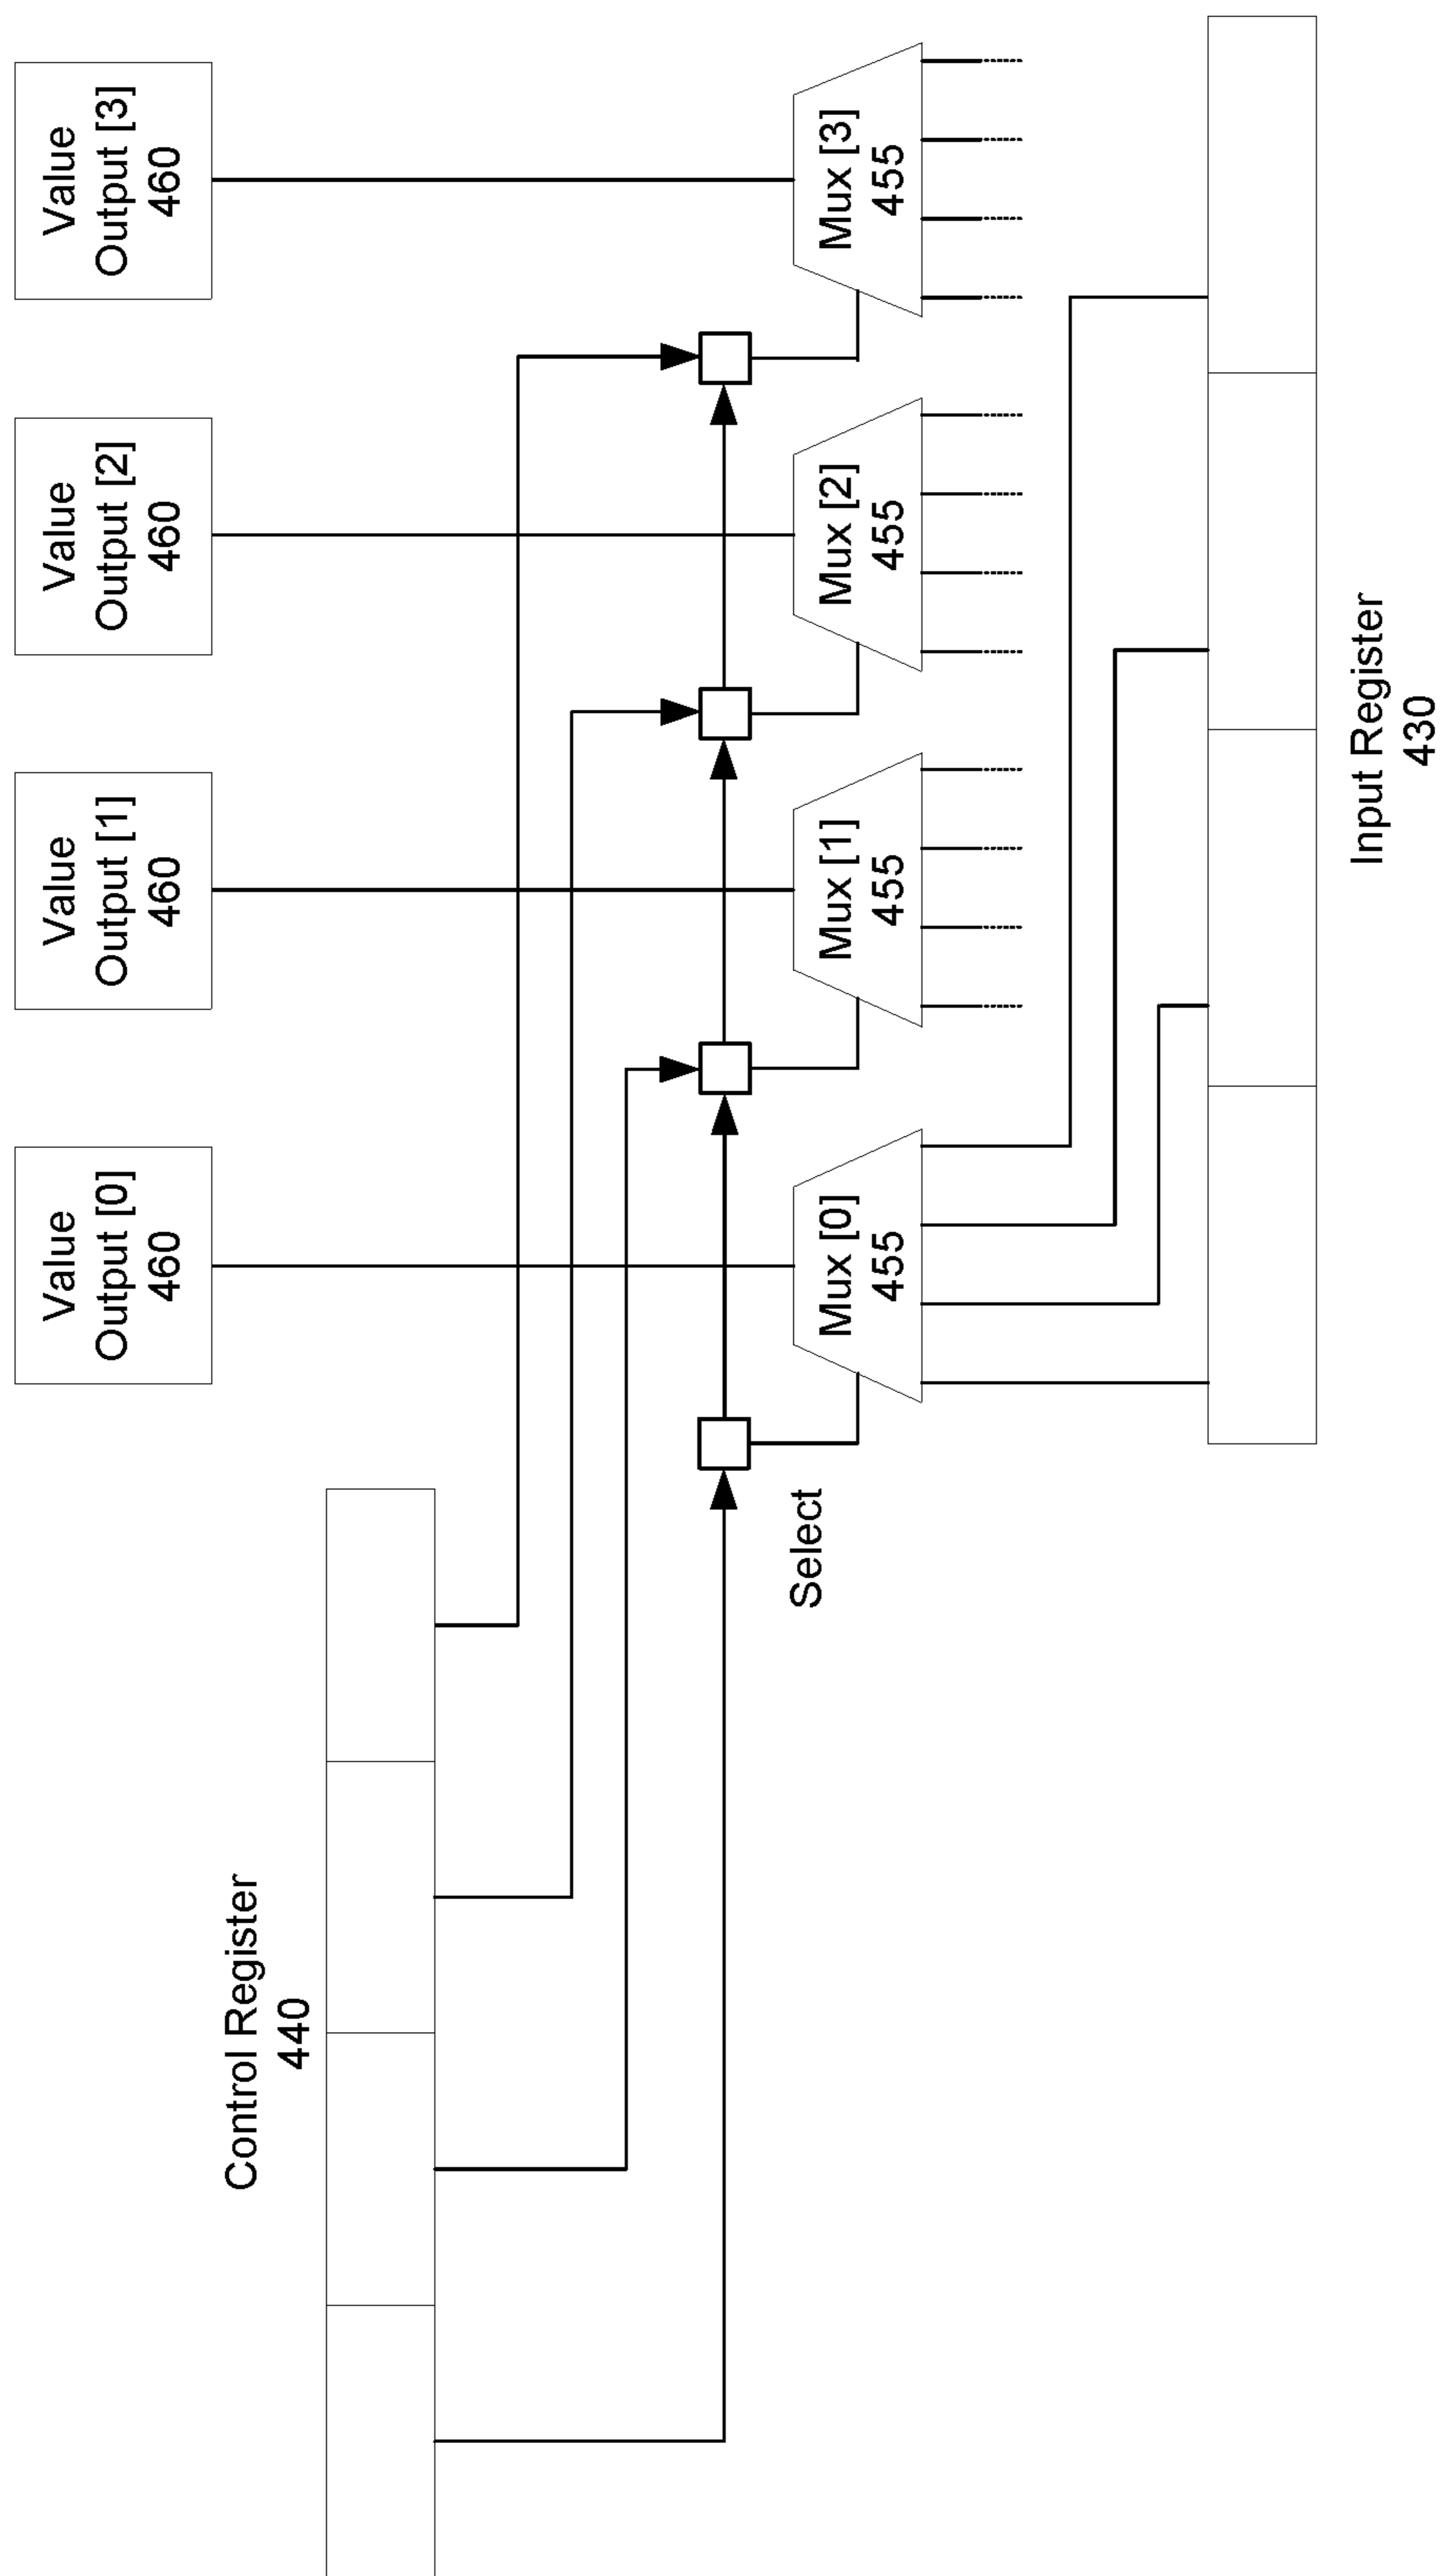 Value
Output [0]
460
Value
Output [1]
460
Value
Output [2]
460
Value
Output [3]
460
Control Register
440
Select
Mux [0]
455
Mux [1]
455
Mux [2]
455
Mux [3]
455
Input Register
430